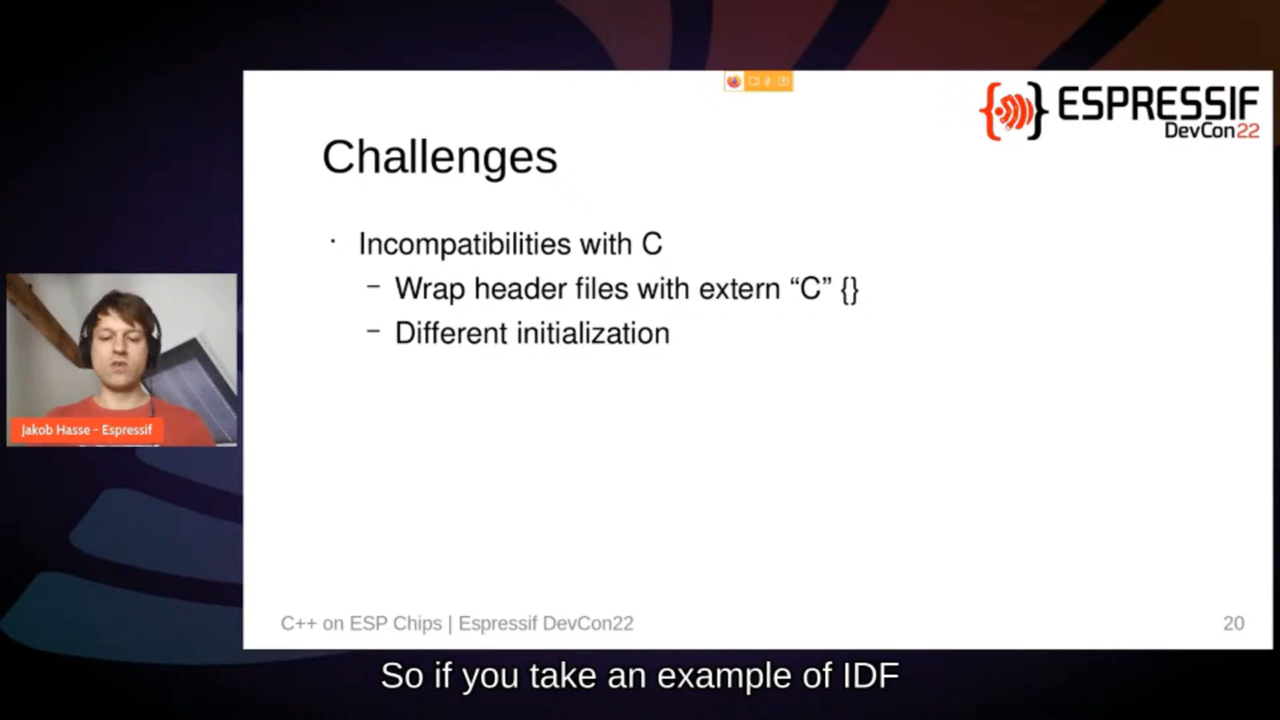 ESPRESSIF
DevCon22
Challenges
· Incompatibilities with C
– Wrap header files with extern “C” {}
– Different initialization
Jakob Hasse - Espressif
C++ on ESP Chips | Espressif DevCon22
20
So if you take an example of IDF